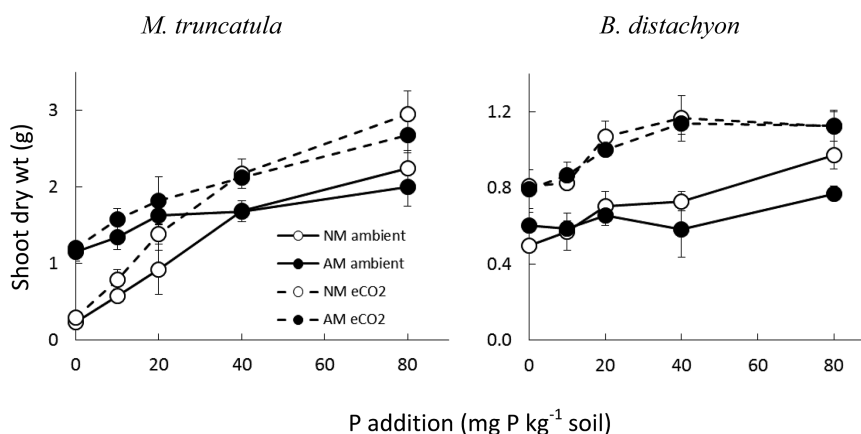 M. truncatula
B. distachyon
Shoot dry wt (g)
3
2
1
0
NM ambient
AM ambient
NM eCO2
AM eCO2
0 20 40 60 80
1.2
0.8
0.4
0.0
0 20 40 60 80
P addition (mg P kg⁻¹ soil)